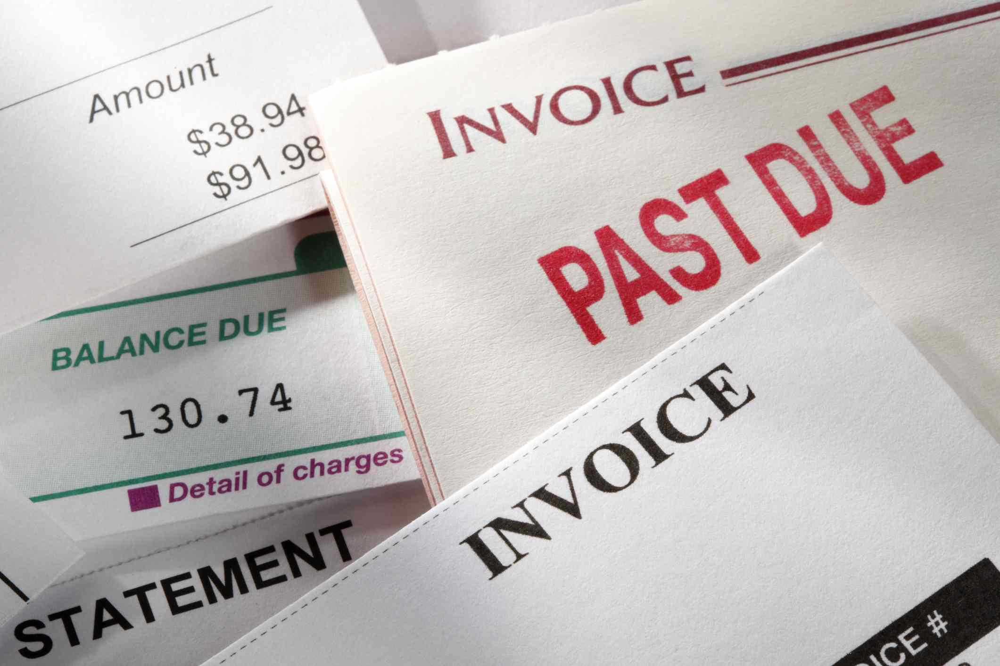 Amount
$38.94
$91.98
INVOICE
PAST DUE
BALANCE DUE
130.74
Detail of charges
STATEMENT
INVOICE
#